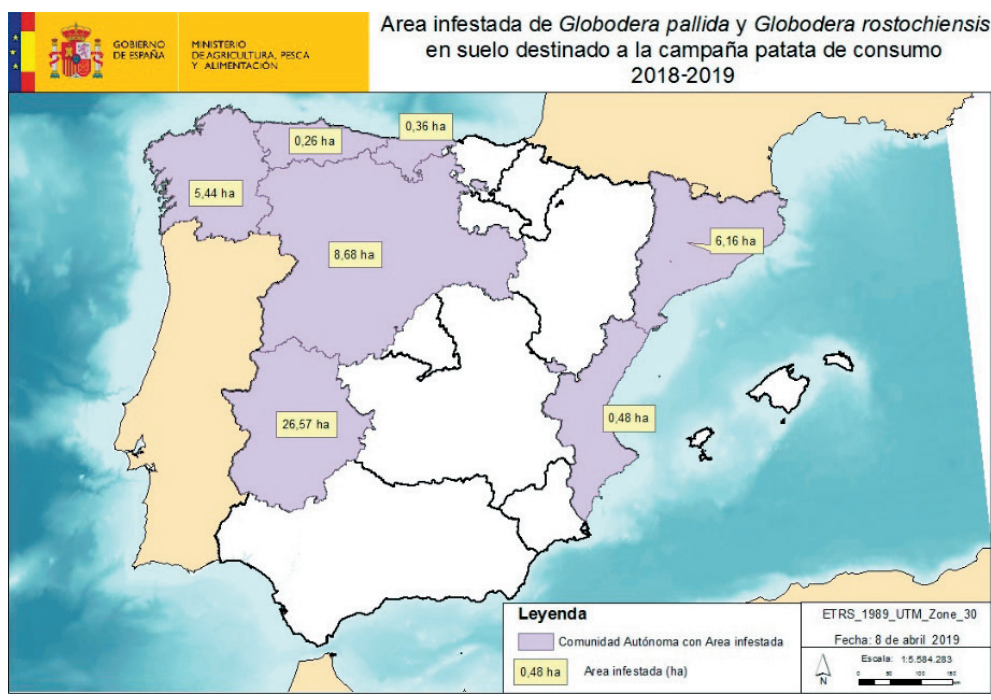 GOBIERNO
DE ESPAÑA
MINISTERIO
DE AGRICULTURA, PESCA
Y ALIMENTACIÓN
Area infestada de Globodera pallida y Globodera rostochiensis
en suelo destinado a la campaña patata de consumo
2018-2019
0,36 ha
0,26 ha
5,44 ha
6,16 ha
8,68 ha
26,57 ha
0,48 ha
Leyenda
Comunidad Autónoma con Area infestada
0,48 ha Area infestada (ha)
ETRS_1989_UTM_Zone_30
Fecha: 8 de abril 2019
Escala: 1:5.584.283
N